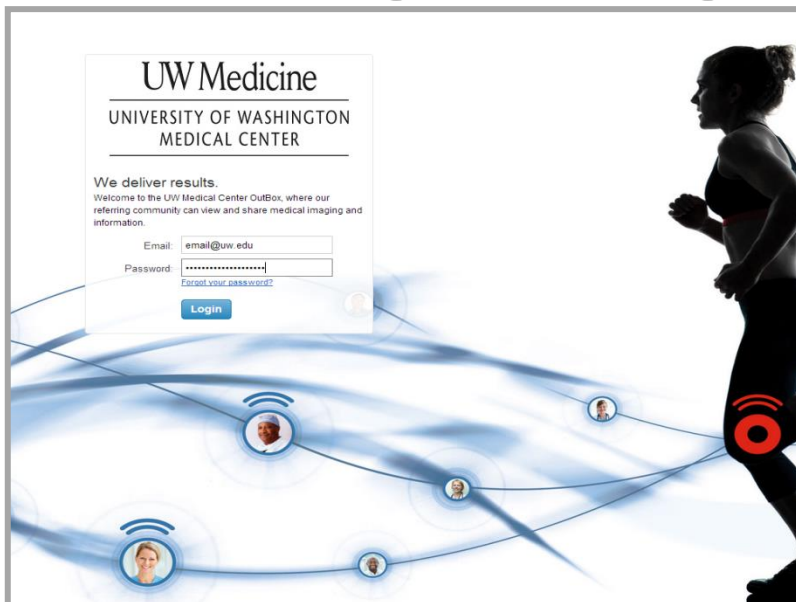 UW Medicine
UNIVERSITY OF WASHINGTON
MEDICAL CENTER
We deliver results.
Welcome to the UW Medical Center OutBox, where our
referring community can view and share medical imaging and
information.
Email: email@uw.edu
Password: ••••••••••••••••••••
Forgot your password?
Login